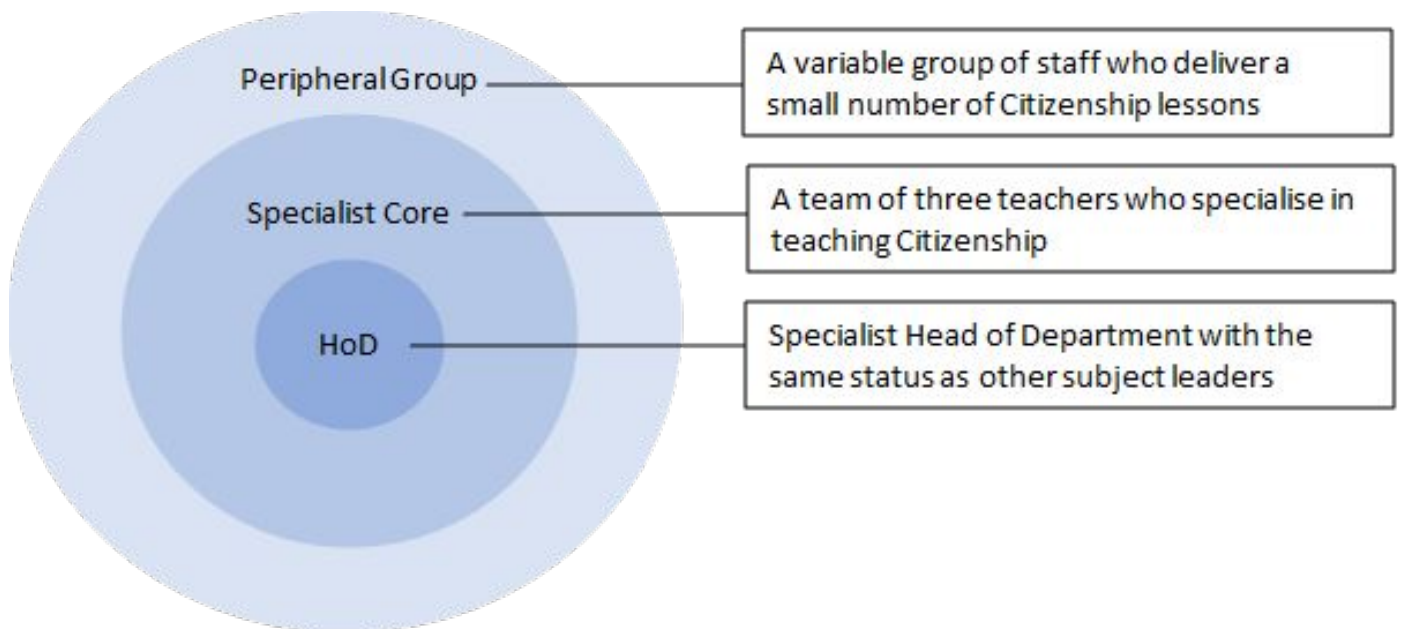 Peripheral Group
A variable group of staff who deliver a
small number of Citizenship lessons
Specialist Core
A team of three teachers who specialise in
teaching Citizenship
HoD
Specialist Head of Department with the
same status as other subject leaders